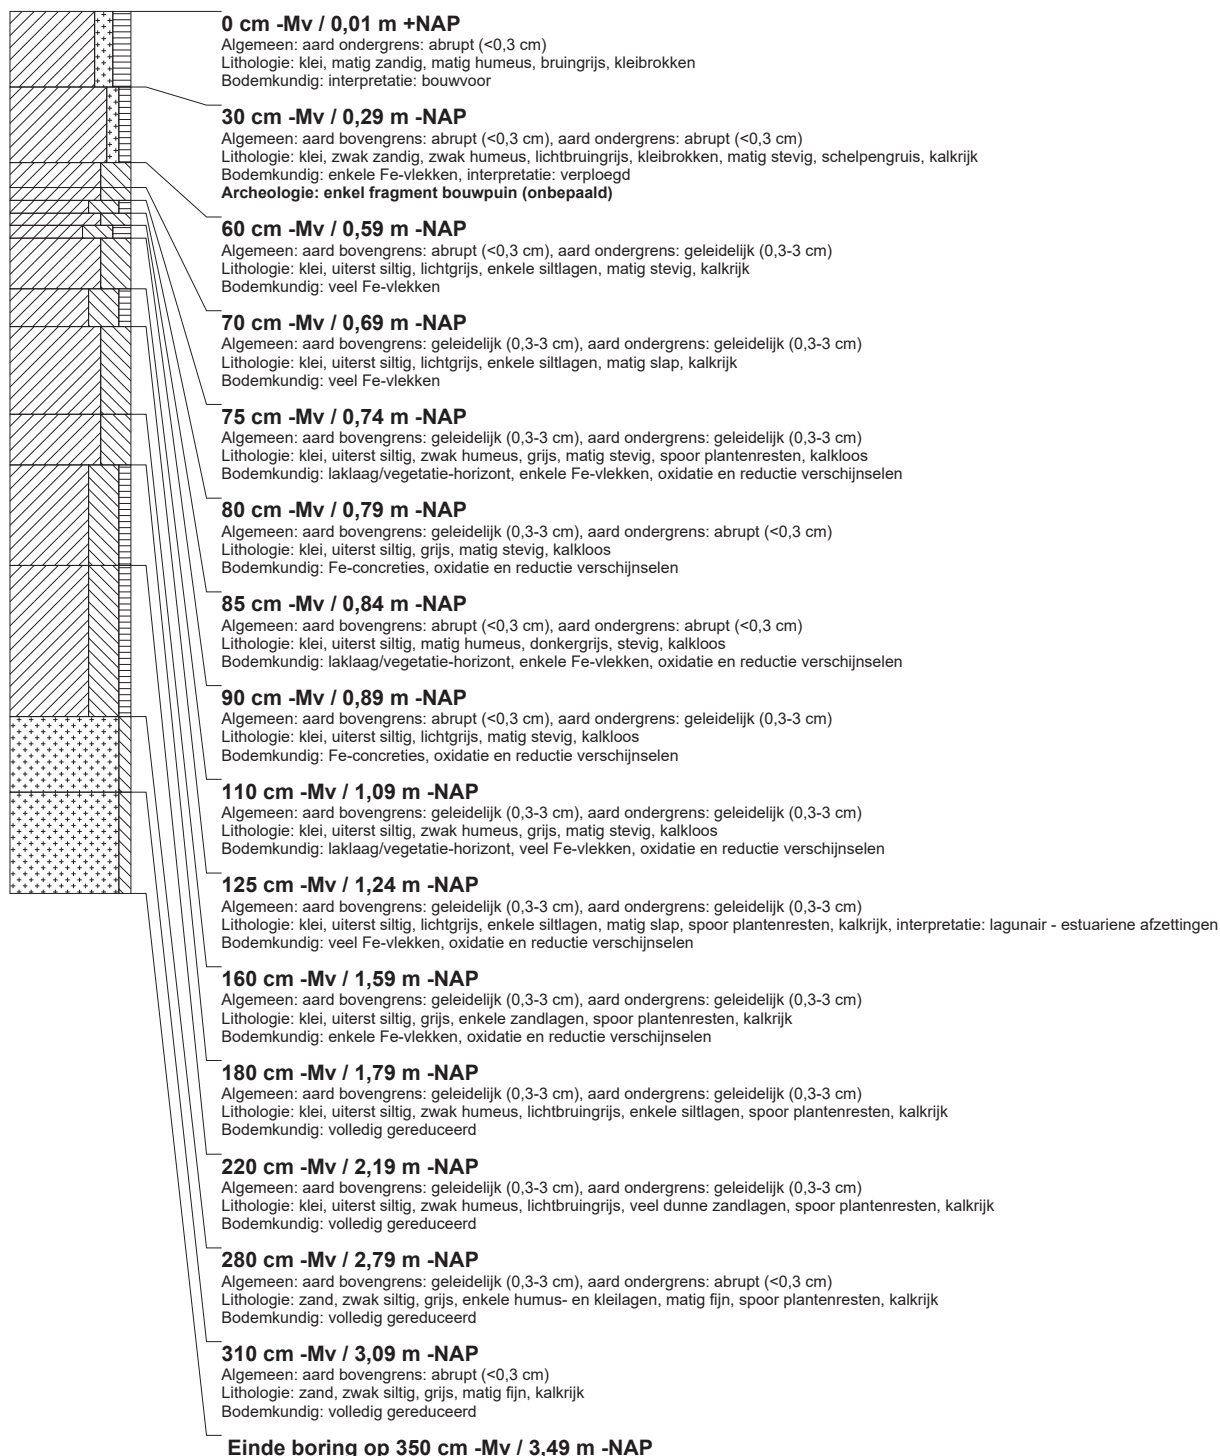 0 cm -Mv / 0,01 m +NAP
Algemeen: aard ondergrens: abrupt (<0,3 cm)
Lithologie: klei, matig zandig, matig humeus, bruingrijs, kleibrokken
Bodemkundig: interpretatie: bouwvoor
30 cm -Mv / 0,29 m -NAP
Algemeen: aard bovengrens: abrupt (<0,3 cm), aard ondergrens: abrupt (<0,3 cm)
Lithologie: klei, zwak zandig, zwak humeus, lichtbruingrijs, kleibrokken, matig stevig, schelpengruis, kalkrijk
Bodemkundig: enkele Fe-vlekken, interpretatie: verploegd
Archeologie: enkel fragment bouwpuin (onbepaald)
60 cm -Mv / 0,59 m -NAP
Algemeen: aard bovengrens: abrupt (<0,3 cm), aard ondergrens: geleidelijk (0,3-3 cm)
Lithologie: klei, uiterst siltig, lichtgrijs, enkele siltlagen, matig stevig, kalkrijk
Bodemkundig: veel Fe-vlekken
70 cm -Mv / 0,69 m -NAP
Algemeen: aard bovengrens: geleidelijk (0,3-3 cm), aard ondergrens: geleidelijk (0,3-3 cm)
Lithologie: klei, uiterst siltig, lichtgrijs, enkele siltlagen, matig slap, kalkrijk
Bodemkundig: veel Fe-vlekken
75 cm -Mv / 0,74 m -NAP
Algemeen: aard bovengrens: geleidelijk (0,3-3 cm), aard ondergrens: geleidelijk (0,3-3 cm)
Lithologie: klei, uiterst siltig, zwak humeus, grijs, matig stevig, spoor plantenresten, kalkloos
Bodemkundig: laklaag/vegetatie-horizont, enkele Fe-vlekken, oxidatie en reductie verschijnselen
80 cm -Mv / 0,79 m -NAP
Algemeen: aard bovengrens: geleidelijk (0,3-3 cm), aard ondergrens: abrupt (<0,3 cm)
Lithologie: klei, uiterst siltig, grijs, matig stevig, kalkloos
Bodemkundig: Fe-concreties, oxidatie en reductie verschijnselen
85 cm -Mv / 0,84 m -NAP
Algemeen: aard bovengrens: abrupt (<0,3 cm), aard ondergrens: abrupt (<0,3 cm)
Lithologie: klei, uiterst siltig, matig humeus, donkergrijs, stevig, kalkloos
Bodemkundig: laklaag/vegetatie-horizont, enkele Fe-vlekken, oxidatie en reductie verschijnselen
90 cm -Mv / 0,89 m -NAP
Algemeen: aard bovengrens: abrupt (<0,3 cm), aard ondergrens: geleidelijk (0,3-3 cm)
Lithologie: klei, uiterst siltig, lichtgrijs, matig stevig, kalkloos
Bodemkundig: Fe-concreties, oxidatie en reductie verschijnselen
110 cm -Mv / 1,09 m -NAP
Algemeen: aard bovengrens: geleidelijk (0,3-3 cm), aard ondergrens: geleidelijk (0,3-3 cm)
Lithologie: klei, uiterst siltig, zwak humeus, grijs, matig stevig, kalkloos
Bodemkundig: laklaag/vegetatie-horizont, veel Fe-vlekken, oxidatie en reductie verschijnselen
125 cm -Mv / 1,24 m -NAP
Algemeen: aard bovengrens: geleidelijk (0,3-3 cm), aard ondergrens: geleidelijk (0,3-3 cm)
Lithologie: klei, uiterst siltig, lichtgrijs, enkele siltlagen, matig slap, spoor plantenresten, kalkrijk, interpretatie: lagunair - estuariene afzettingen
Bodemkundig: veel Fe-vlekken, oxidatie en reductie verschijnselen
160 cm -Mv / 1,59 m -NAP
Algemeen: aard bovengrens: geleidelijk (0,3-3 cm), aard ondergrens: geleidelijk (0,3-3 cm)
Lithologie: klei, uiterst siltig, grijs, enkele zandlagen, spoor plantenresten, kalkrijk
Bodemkundig: enkele Fe-vlekken, oxidatie en reductie verschijnselen
180 cm -Mv / 1,79 m -NAP
Algemeen: aard bovengrens: geleidelijk (0,3-3 cm), aard ondergrens: geleidelijk (0,3-3 cm)
Lithologie: klei, uiterst siltig, zwak humeus, lichtbruingrijs, enkele siltlagen, spoor plantenresten, kalkrijk
Bodemkundig: volledig gereduceerd
220 cm -Mv / 2,19 m -NAP
Algemeen: aard bovengrens: geleidelijk (0,3-3 cm), aard ondergrens: geleidelijk (0,3-3 cm)
Lithologie: klei, uiterst siltig, zwak humeus, lichtbruingrijs, veel dunne zandlagen, spoor plantenresten, kalkrijk
Bodemkundig: volledig gereduceerd
280 cm -Mv / 2,79 m -NAP
Algemeen: aard bovengrens: geleidelijk (0,3-3 cm), aard ondergrens: abrupt (<0,3 cm)
Lithologie: zand, zwak siltig, grijs, enkele humus- en kleilagen, matig fijn, spoor plantenresten, kalkrijk
Bodemkundig: volledig gereduceerd
310 cm -Mv / 3,09 m -NAP
Algemeen: aard bovengrens: abrupt (<0,3 cm)
Lithologie: zand, zwak siltig, grijs, matig fijn, kalkrijk
Bodemkundig: volledig gereduceerd
Einde boring op 350 cm -Mv / 3,49 m -NAP